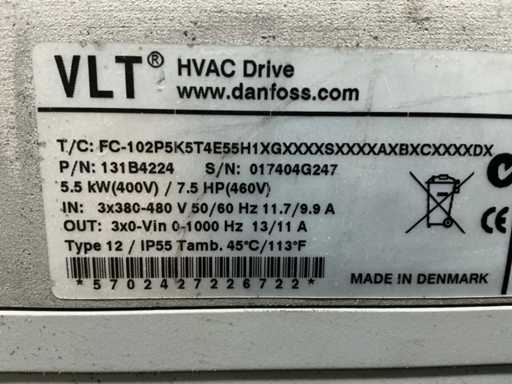 VLT® HVAC Drive
www.danfoss.com
T/C: FC-102P5K5T4E55H1XGXXXXSXXXXAXBXCXXXXDX
P/N: 131B4224 S/N: 017404G247
5.5 kW(400V) / 7.5 HP(460V)
IN: 3x380-480 V 50/60 Hz 11.7/9.9 A
OUT: 3x0-Vin 0-1000 Hz 13/11 A
Type 12 / IP55 Tamb. 45°C/113°F
*5702427226722*
MADE IN DENMARK
CE